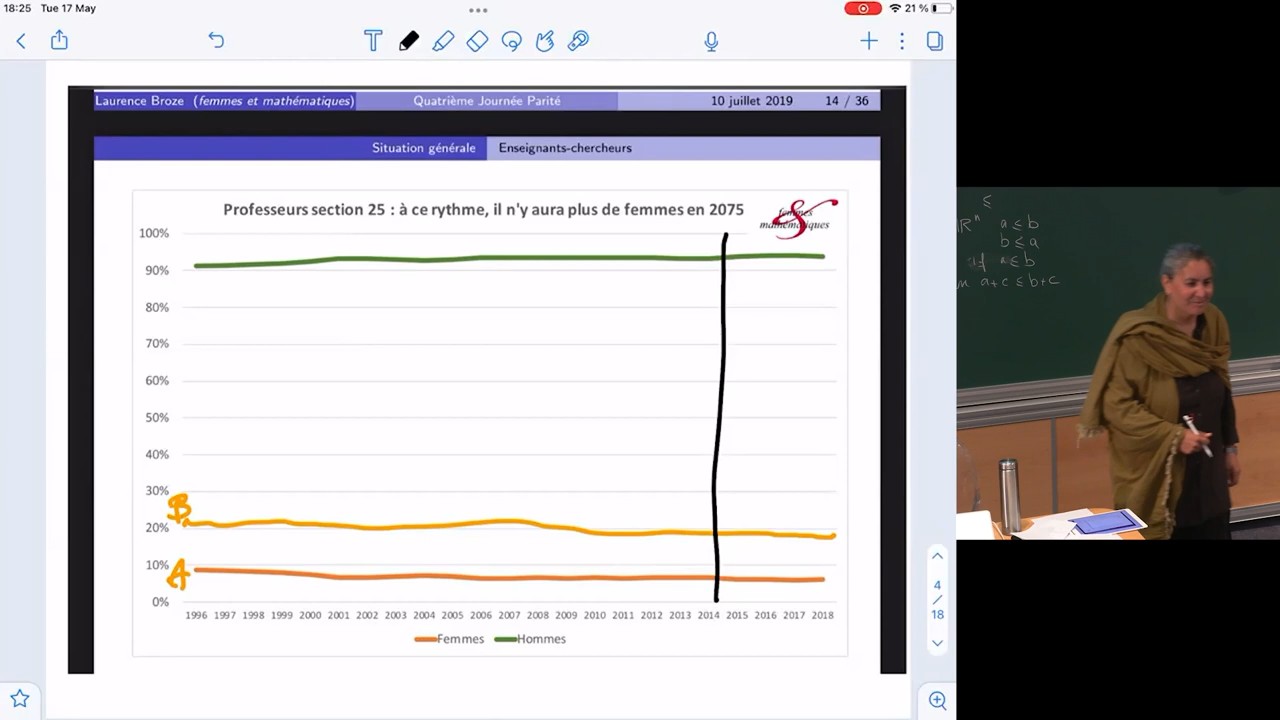 18:25 Tue 17 May
21 %
Laurence Broze (femmes et mathématiques)
Quatrième Journée Parité
10 juillet 2019 14 / 36
Situation générale
Enseignants-chercheurs
Professeurs section 25 : à ce rythme, il n'y aura plus de femmes en 2075
femmes
mathématiques
100%
90%
80%
70%
60%
50%
40%
30%
20%
10%
0%
B
A
1996 1997 1998 1999 2000 2001 2002 2003 2004 2005 2006 2007 2008 2009 2010 2011 2012 2013 2014 2015 2016 2017 2018
Femmes Hommes
4
/
18
≤
ℝⁿ a ≤ b
b ≤ a
if a ≤ b
a+c ≤ b+c